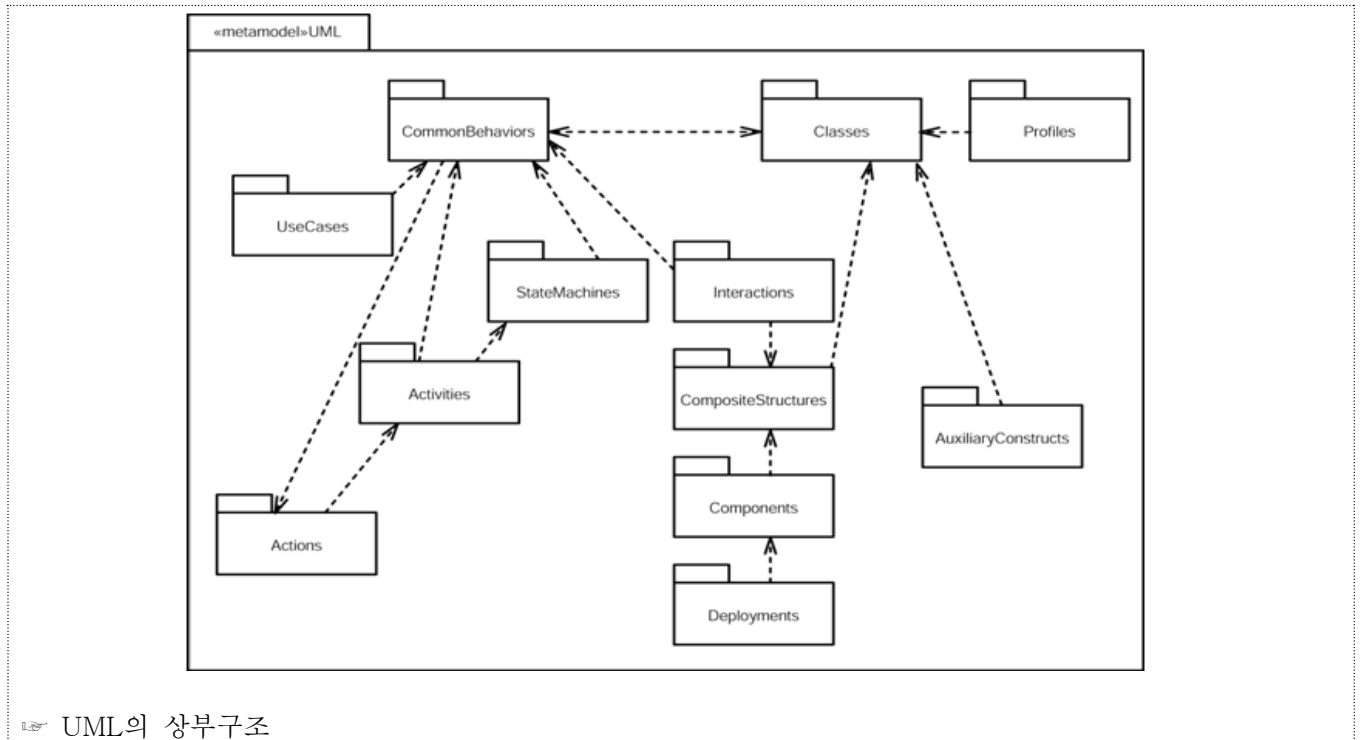 «metamodel»UML
CommonBehaviors
Classes
Profiles
UseCases
StateMachines
Interactions
Activities
CompositeStructures
AuxiliaryConstructs
Components
Actions
Deployments
☞ UML의 상부구조